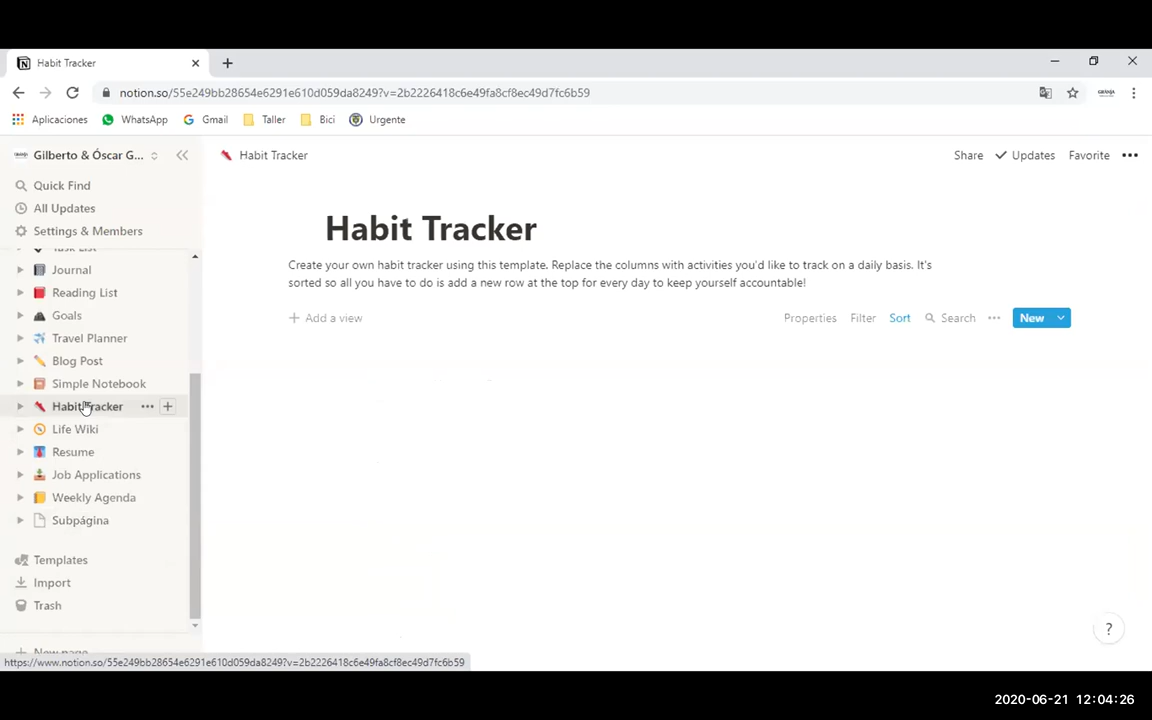 Habit Tracker
notion.so/55e249bb28654e6291e610d059da8249?v=2b2226418c6e49fa8cf8ec49d7fc6b59
Aplicaciones WhatsApp Gmail Taller Bici Urgente
Gilberto & Óscar G...
Habit Tracker
Share Updates Favorite
Quick Find
All Updates
Settings & Members
Task List
Journal
Reading List
Goals
Travel Planner
Blog Post
Simple Notebook
Habit Tracker
Life Wiki
Resume
Job Applications
Weekly Agenda
Subpágina
Templates
Import
Trash
New page
Habit Tracker
Create your own habit tracker using this template. Replace the columns with activities you'd like to track on a daily basis. It's
sorted so all you have to do is add a new row at the top for every day to keep yourself accountable!
+ Add a view
Properties Filter Sort Search ••• New
?
https://www.notion.so/55e249bb28654e6291e610d059da8249?v=2b2226418c6e49fa8cf8ec49d7fc6b59
2020-06-21 12:04:26